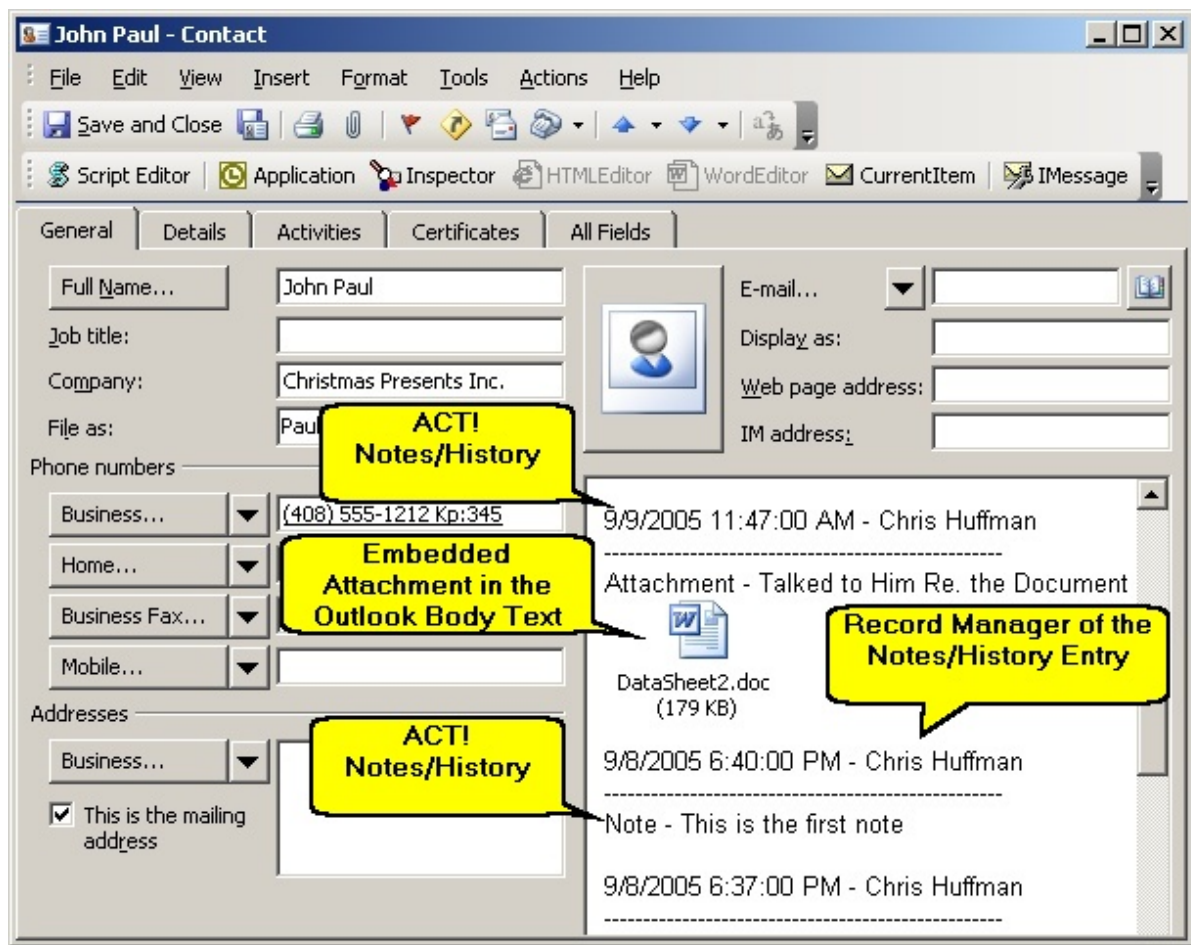 John Paul - Contact
File Edit View Insert Format Tools Actions Help
Save and Close
Script Editor Application Inspector HTMLEditor WordEditor CurrentItem IMessage
General Details Activities Certificates All Fields
Full Name... John Paul
Job title:
Company: Christmas Presents Inc.
File as:
E-mail...
Display as:
Web page address:
IM address:
ACT!
Notes/History
Phone numbers
Business... (408) 555-1212 Kp:345
Home...
Business Fax...
Mobile...
Embedded
Attachment in the
Outlook Body Text
Addresses
Business...
This is the mailing
address
ACT!
Notes/History
9/9/2005 11:47:00 AM - Chris Huffman
----------------------------------------------------
Attachment - Talked to Him Re. the Document
DataSheet2.doc
(179 KB)
Record Manager of the
Notes/History Entry
9/8/2005 6:40:00 PM - Chris Huffman
----------------------------------------------------
Note - This is the first note
9/8/2005 6:37:00 PM - Chris Huffman
----------------------------------------------------